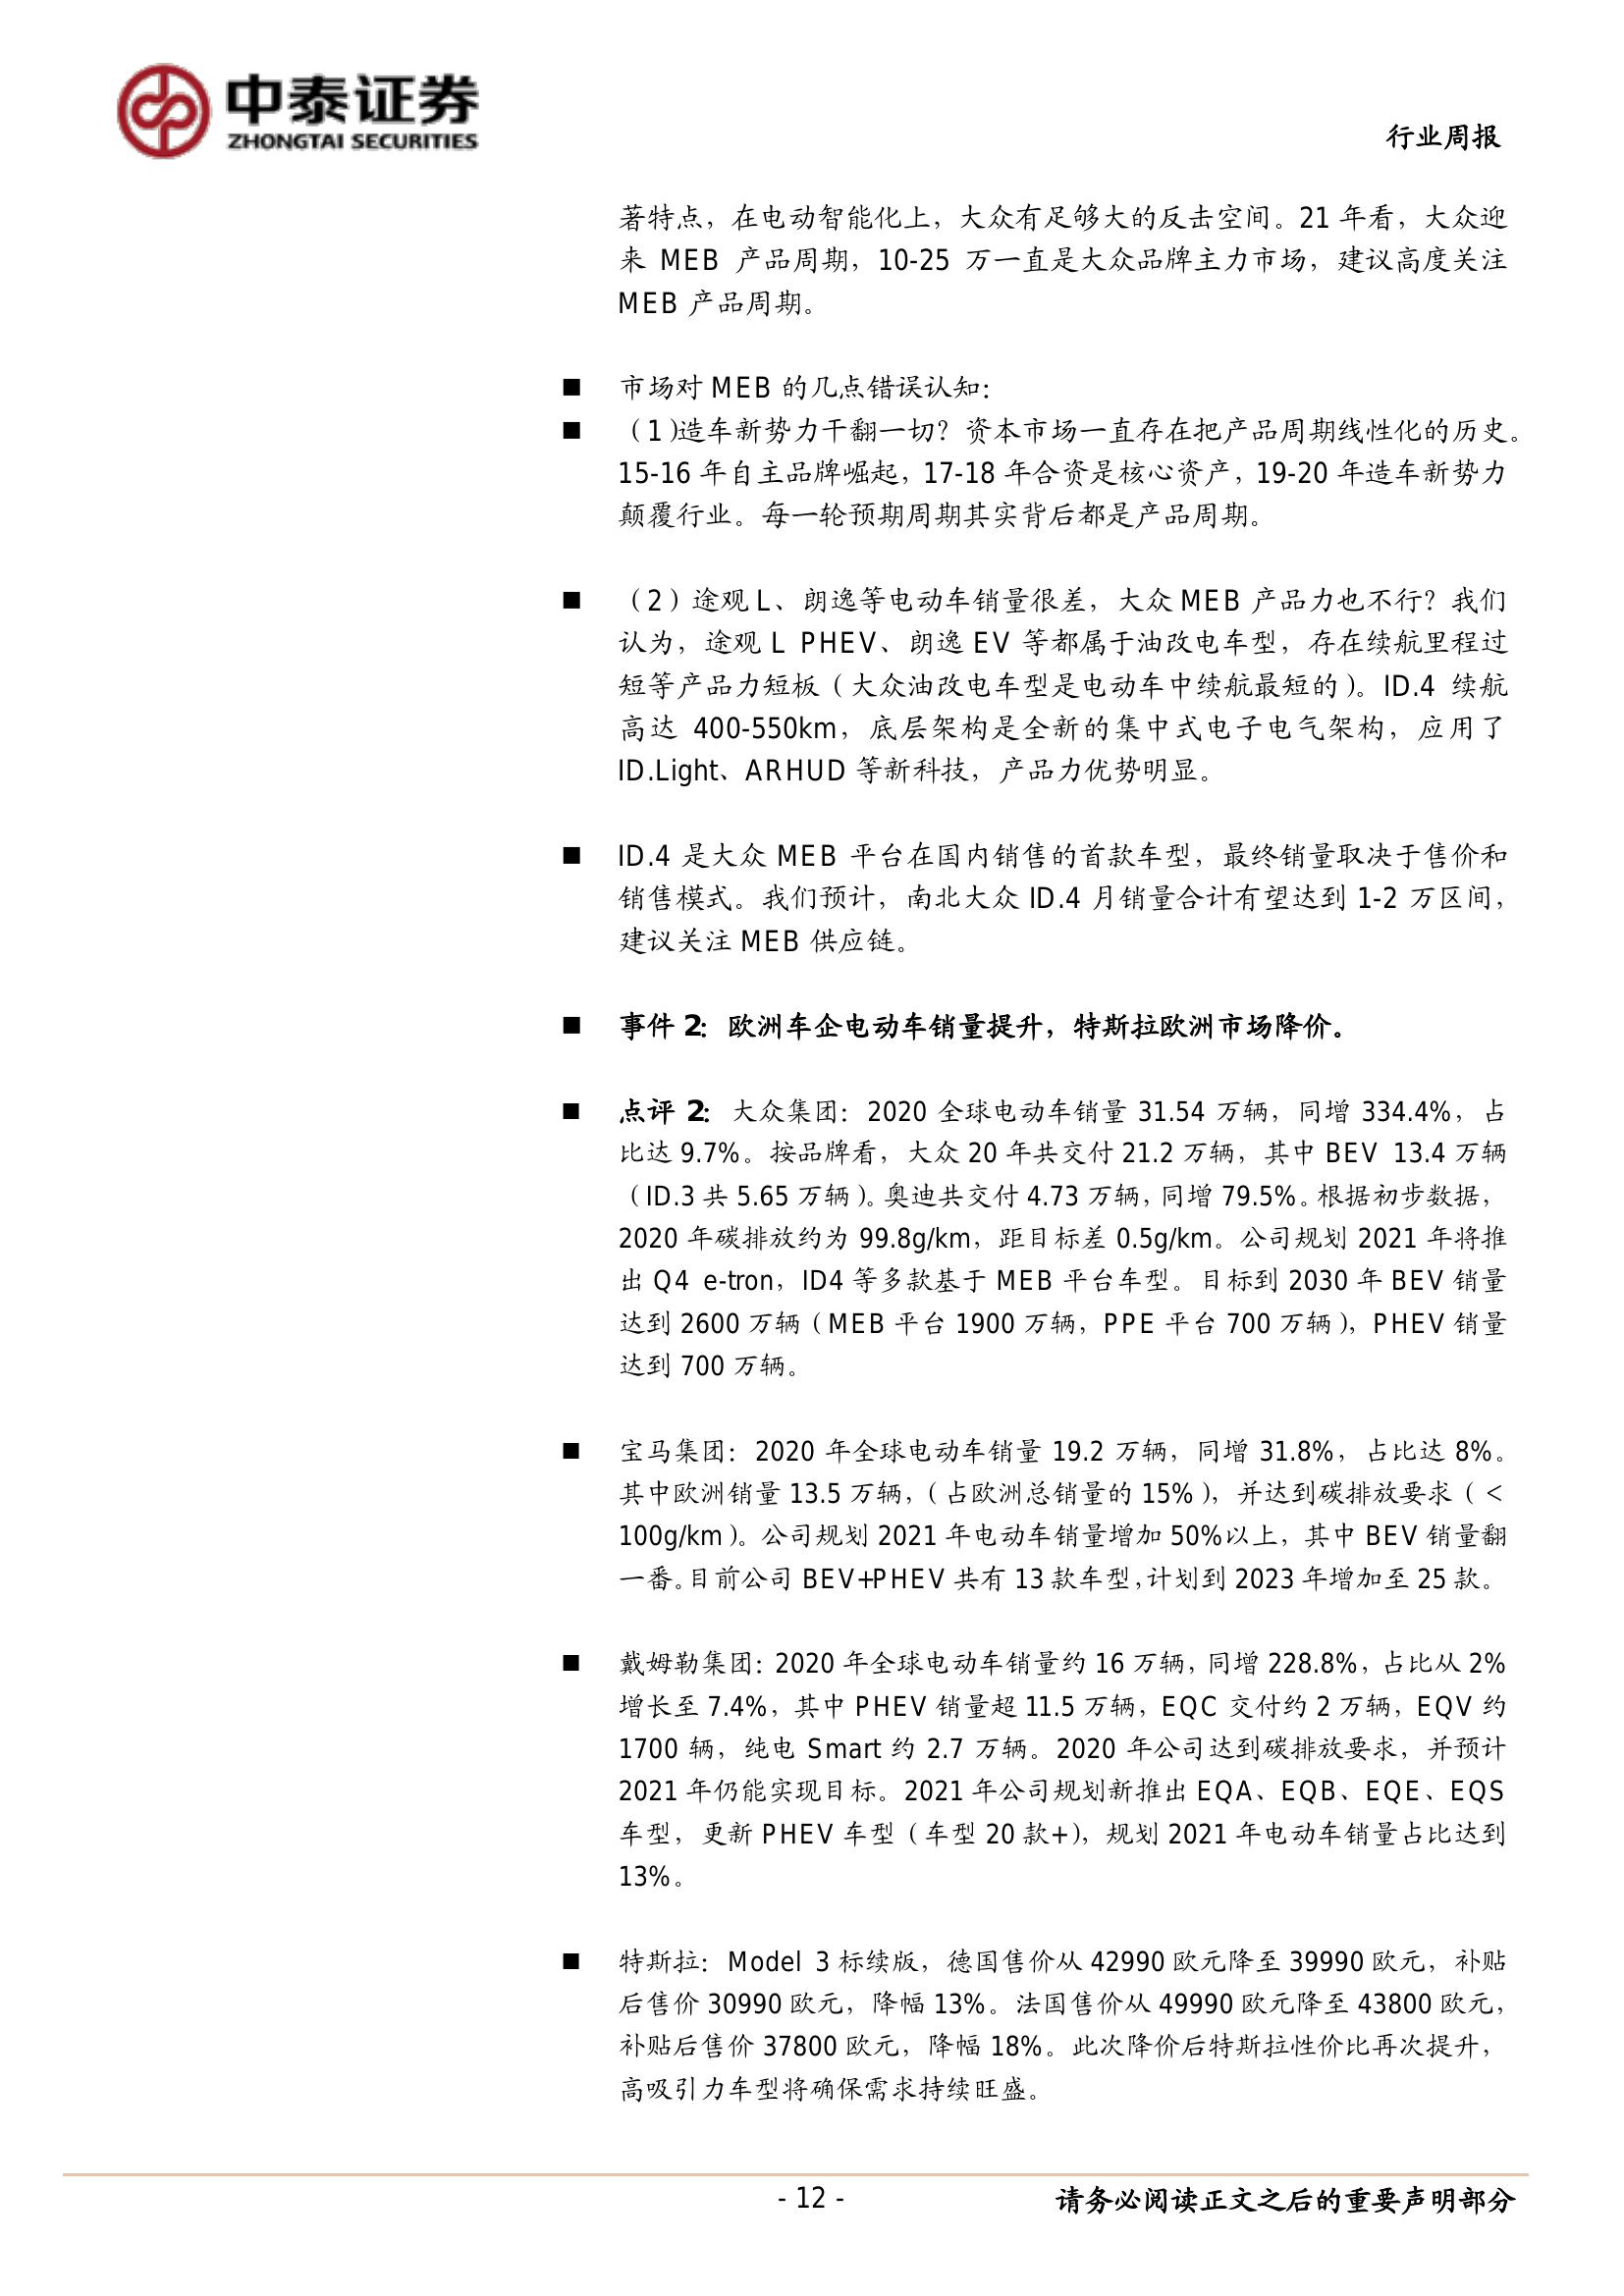 中泰证券
ZHONGTAI SECURITIES
行业周报
著特点，在电动智能化上，大众有足够大的反击空间。21 年看，大众迎
来 MEB 产品周期，10-25 万一直是大众品牌主力市场，建议高度关注
MEB 产品周期。
■ 市场对 MEB 的几点错误认知：
■ （1）造车新势力干翻一切？资本市场一直存在把产品周期线性化的历史。
15-16 年自主品牌崛起，17-18 年合资是核心资产，19-20 年造车新势力
颠覆行业。每一轮预期周期其实背后都是产品周期。
■ （2）途观 L、朗逸等电动车销量很差，大众 MEB 产品力也不行？我们
认为，途观 L PHEV、朗逸 EV 等都属于油改电车型，存在续航里程过
短等产品力短板（大众油改电车型是电动车中续航最短的）。ID.4 续航
高达 400-550km，底层架构是全新的集中式电子电气架构，应用了
ID.Light、ARHUD 等新科技，产品力优势明显。
■ ID.4 是大众 MEB 平台在国内销售的首款车型，最终销量取决于售价和
销售模式。我们预计，南北大众 ID.4 月销量合计有望达到 1-2 万区间，
建议关注 MEB 供应链。
■ 事件 2：欧洲车企电动车销量提升，特斯拉欧洲市场降价。
■ 点评 2：大众集团：2020 全球电动车销量 31.54 万辆，同增 334.4%，占
比达 9.7%。按品牌看，大众 20 年共交付 21.2 万辆，其中 BEV 13.4 万辆
（ID.3 共 5.65 万辆）。奥迪共交付 4.73 万辆，同增 79.5%。根据初步数据，
2020 年碳排放约为 99.8g/km，距目标差 0.5g/km。公司规划 2021 年将推
出 Q4 e-tron，ID4 等多款基于 MEB 平台车型。目标到 2030 年 BEV 销量
达到 2600 万辆（MEB 平台 1900 万辆，PPE 平台 700 万辆），PHEV 销量
达到 700 万辆。
■ 宝马集团：2020 年全球电动车销量 19.2 万辆，同增 31.8%，占比达 8%。
其中欧洲销量 13.5 万辆，（占欧洲总销量的 15%），并达到碳排放要求（<
100g/km）。公司规划 2021 年电动车销量增加 50%以上，其中 BEV 销量翻
一番。目前公司 BEV+PHEV 共有 13 款车型，计划到 2023 年增加至 25 款。
■ 戴姆勒集团：2020 年全球电动车销量约 16 万辆，同增 228.8%，占比从 2%
增长至 7.4%，其中 PHEV 销量超 11.5 万辆，EQC 交付约 2 万辆，EQV 约
1700 辆，纯电 Smart 约 2.7 万辆。2020 年公司达到碳排放要求，并预计
2021 年仍能实现目标。2021 年公司规划新推出 EQA、EQB、EQE、EQS
车型，更新 PHEV 车型（车型 20 款+），规划 2021 年电动车销量占比达到
13%。
■ 特斯拉：Model 3 标续版，德国售价从 42990 欧元降至 39990 欧元，补贴
后售价 30990 欧元，降幅 13%。法国售价从 49990 欧元降至 43800 欧元，
补贴后售价 37800 欧元，降幅 18%。此次降价后特斯拉性价比再次提升，
高吸引力车型将确保需求持续旺盛。
- 12 -
请务必阅读正文之后的重要声明部分